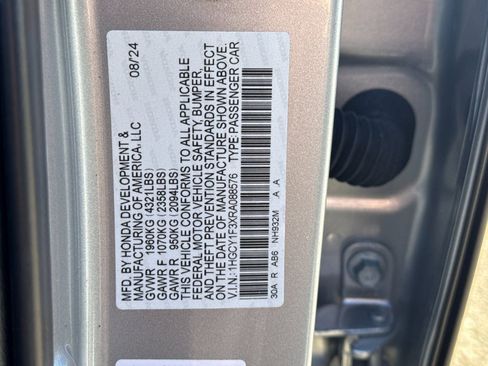 MFD. BY HONDA DEVELOPMENT &
MANUFACTURING OF AMERICA, LLC
08/24
GVWR 1960KG (4321LBS)
GAWR F 1070KG (2358LBS)
GAWR R 950KG (2094LBS)
THIS VEHICLE CONFORMS TO ALL APPLICABLE
FEDERAL MOTOR VEHICLE SAFETY, BUMPER,
AND THEFT PREVENTION STANDARDS IN EFFECT
ON THE DATE OF MANUFACTURE SHOWN ABOVE.
V.I.N.: 1HGCY1F3XRA088576 TYPE: PASSENGER CAR
30A R AB6 NH932M A A